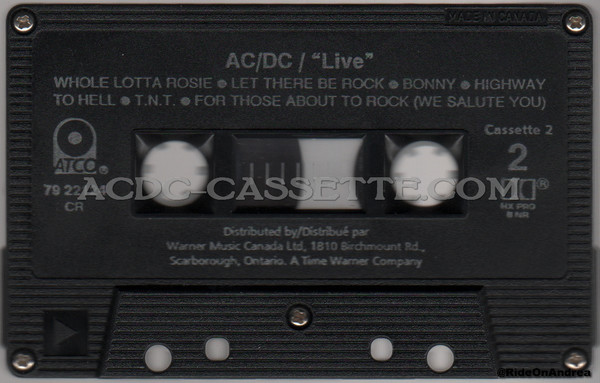 MADE IN CANADA
AC/DC / "Live"
WHOLE LOTTA ROSIE • LET THERE BE ROCK • BONNY • HIGHWAY
TO HELL • T.N.T. • FOR THOSE ABOUT TO ROCK (WE SALUTE YOU)
Cassette 2
2
ATCO®
ACDC-CASSETTE.COM
79 22
CR
HX PRO
B NR
Distributed by/Distribué par
Warner Music Canada Ltd, 1810 Birchmount Rd.,
Scarborough, Ontario. A Time Warner Company
@RideOnAndrea